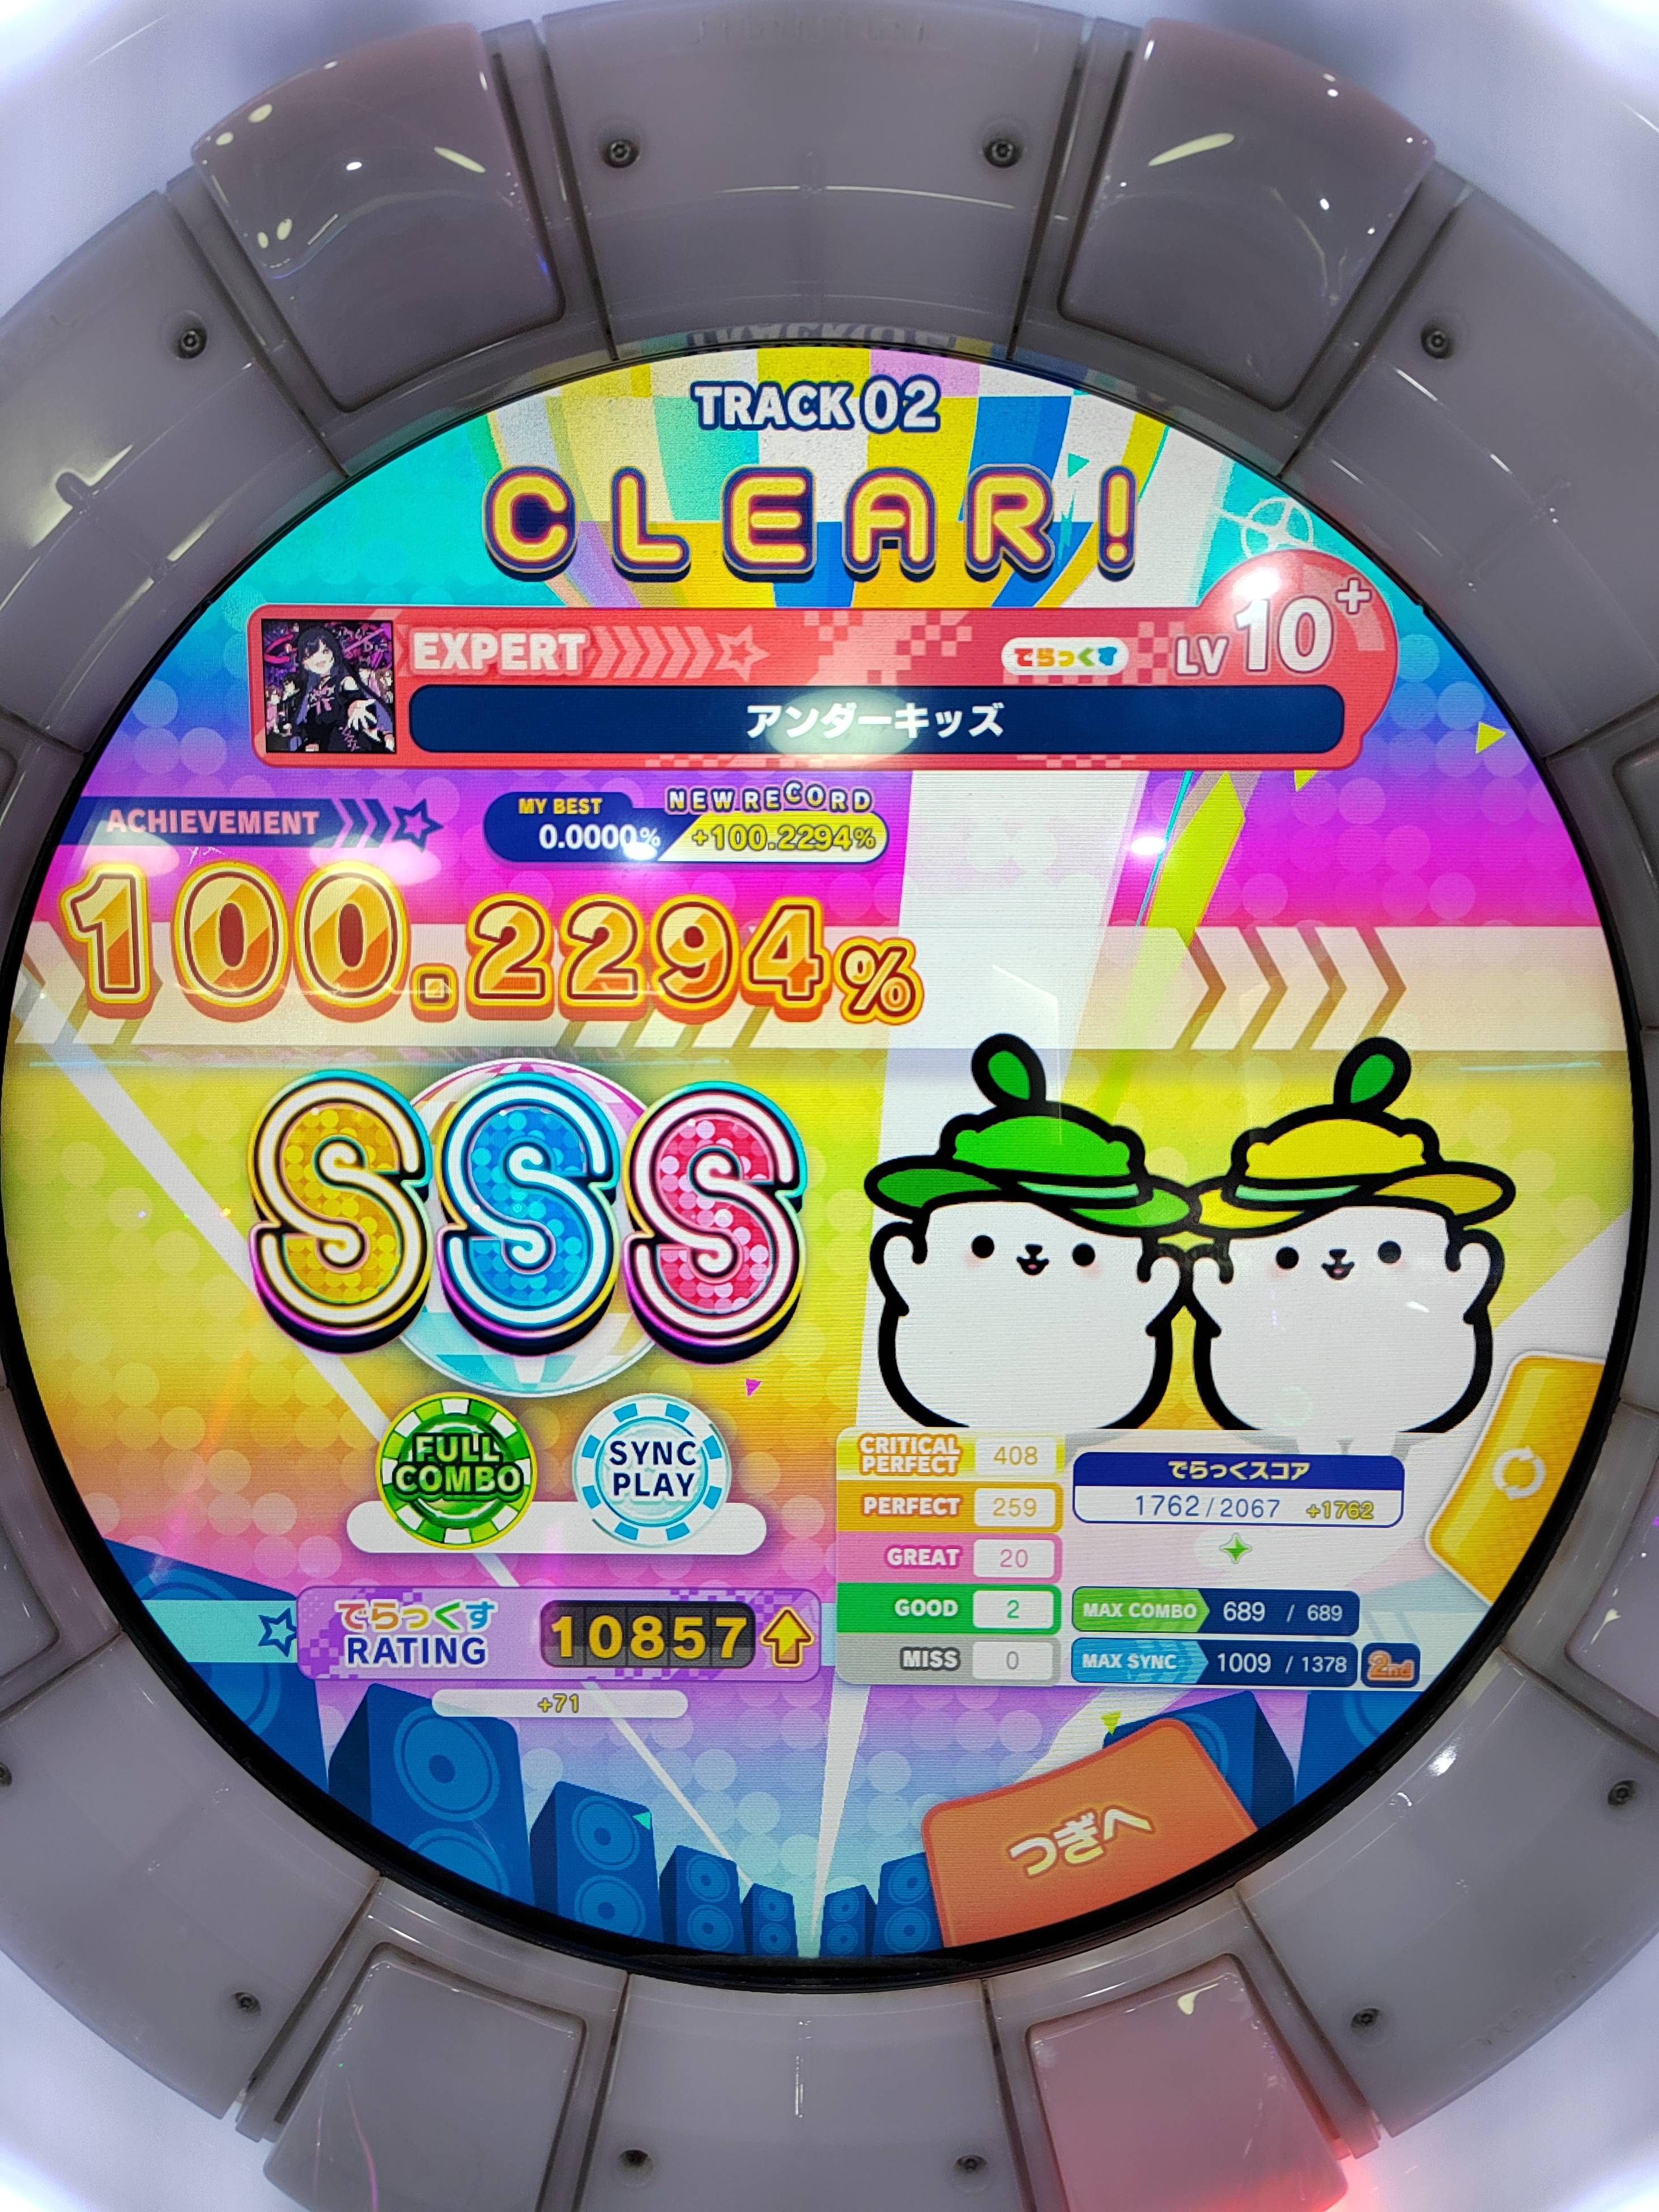 TRACK 02
CLEAR!
EXPERT
でらっくす
LV 10+
アンダーキッズ
ACHIEVEMENT
MY BEST
NEW RECORD
0.0000%
+100.2294%
100.2294%
SSS
FULL COMBO
SYNC PLAY
CRITICAL PERFECT 408
PERFECT 259
GREAT 20
GOOD 2
MISS 0
でらっくスコア
1762/2067 +1762
MAX COMBO 689 / 689
MAX SYNC 1009 / 1378 2nd
でらっくす
RATING
10857
+71
つぎへ